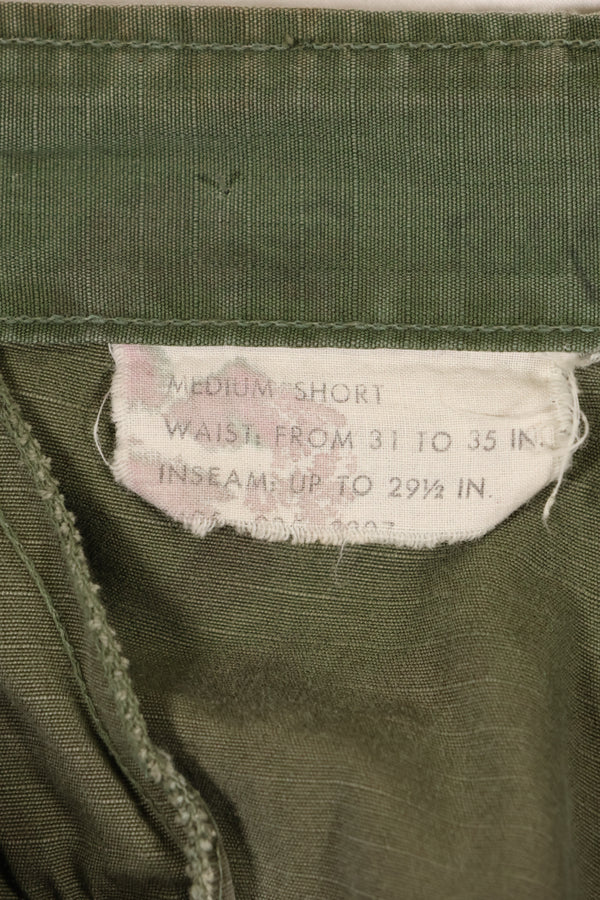 MEDIUM SHORT
WAIST: FROM 31 TO 35 IN.
INSEAM: UP TO 29½ IN.